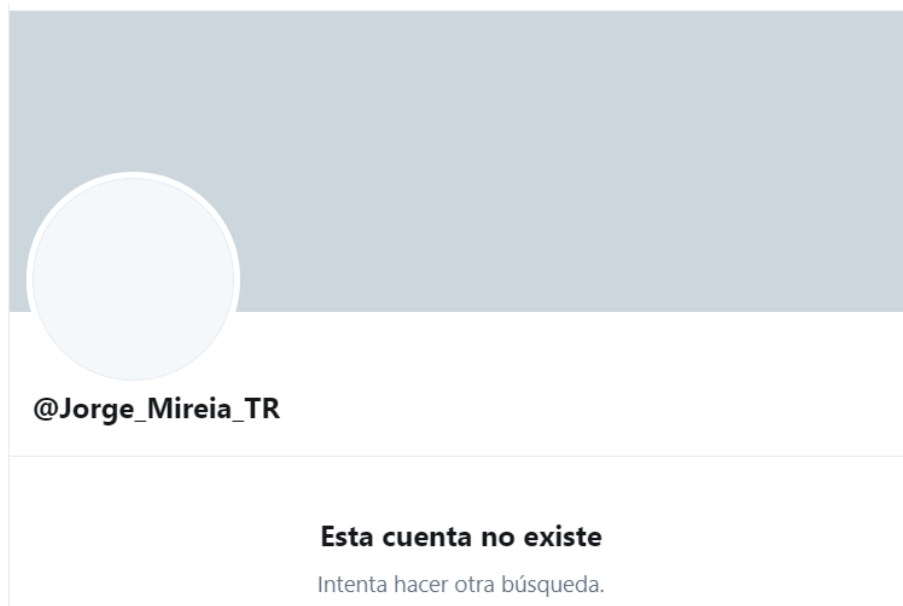 @Jorge_Mireia_TR
Esta cuenta no existe
Intenta hacer otra búsqueda.